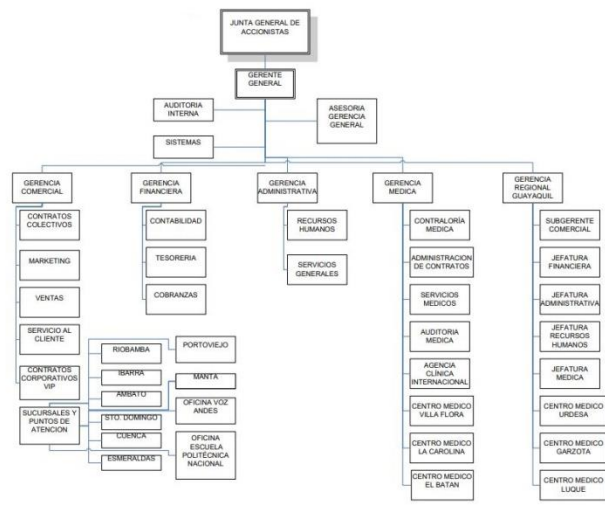 JUNTA GENERAL DE
ACCIONISTAS
GERENTE
GENERAL
AUDITORIA
INTERNA
ASESORIA
GERENCIA
GENERAL
SISTEMAS
GERENCIA
COMERCIAL
GERENCIA
FINANCIERA
GERENCIA
ADMINISTRATIVA
GERENCIA
MEDICA
GERENCIA
REGIONAL
GUAYAQUIL
CONTRATOS
COLECTIVOS
MARKETING
VENTAS
SERVICIO AL
CLIENTE
CONTRATOS
CORPORATIVOS
VIP
SUCURSALES Y
PUNTOS DE
ATENCION
RIOBAMBA
IBARRA
AMBATO
STO. DOMINGO
CUENCA
ESMERALDAS
PORTOVIEJO
MANTA
OFICINA VOZ
ANDES
OFICINA
ESCUELA
POLITÉCNICA
NACIONAL
CONTABILIDAD
TESORERIA
COBRANZAS
RECURSOS
HUMANOS
SERVICIOS
GENERALES
CONTRALORÍA
MEDICA
ADMINISTRACION
DE CONTRATOS
SERVICIOS
MEDICOS
AUDITORIA
MEDICA
AGENCIA
CLÍNICA
INTERNACIONAL
CENTRO MEDICO
VILLA FLORA
CENTRO MEDICO
LA CAROLINA
CENTRO MEDICO
EL BATAN
SUBGERENTE
COMERCIAL
JEFATURA
FINANCIERA
JEFATURA
ADMINISTRATIVA
JEFATURA
RECURSOS
HUMANOS
JEFATURA
MEDICA
CENTRO MEDICO
URDESA
CENTRO MEDICO
GARZOTA
CENTRO MEDICO
LUQUE